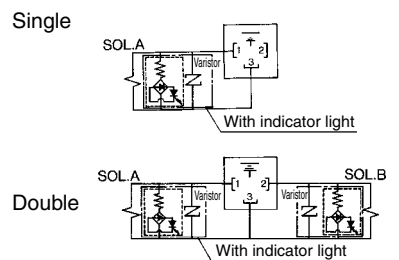 Single
SOL.A
Varistor
1 2
3
With indicator light
Double
SOL.A
SOL.B
Varistor
1 2
3
Varistor
With indicator light